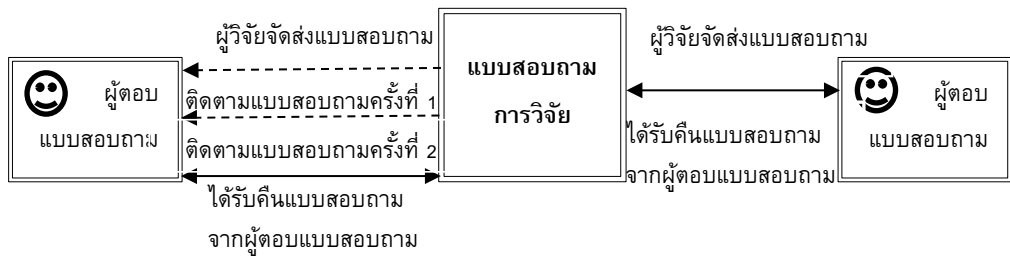 ผู้วิจัยจัดส่งแบบสอบถาม
ผู้ตอบ
แบบสอบถาม
ติดตามแบบสอบถามครั้งที่ 1
ติดตามแบบสอบถามครั้งที่ 2
ได้รับคืนแบบสอบถาม
จากผู้ตอบแบบสอบถาม
แบบสอบถาม
การวิจัย
ผู้วิจัยจัดส่งแบบสอบถาม
ได้รับคืนแบบสอบถาม
จากผู้ตอบแบบสอบถาม
ผู้ตอบ
แบบสอบถาม